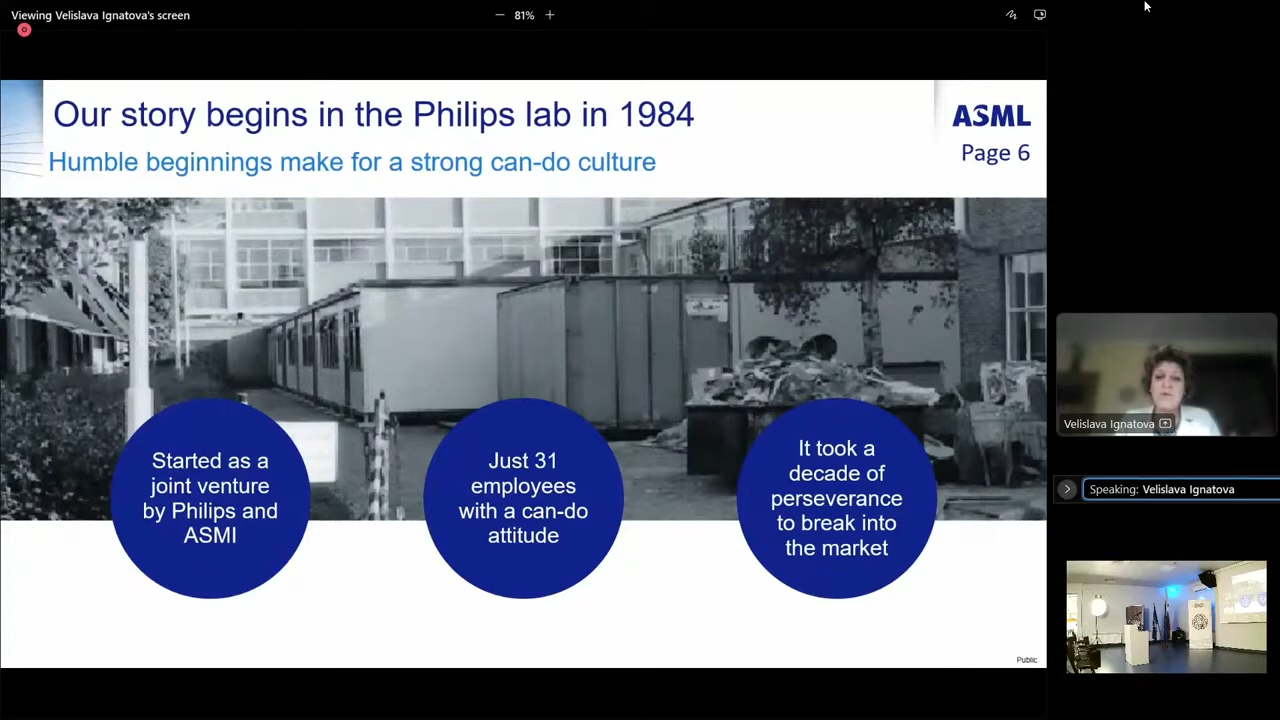 Viewing Velislava Ignatova's screen
81%
Our story begins in the Philips lab in 1984
Humble beginnings make for a strong can-do culture
ASML
Page 6
Started as a
joint venture
by Philips and
ASMI
Just 31
employees
with a can-do
attitude
It took a
decade of
perseverance
to break into
the market
Public
Velislava Ignatova
Speaking: Velislava Ignatova